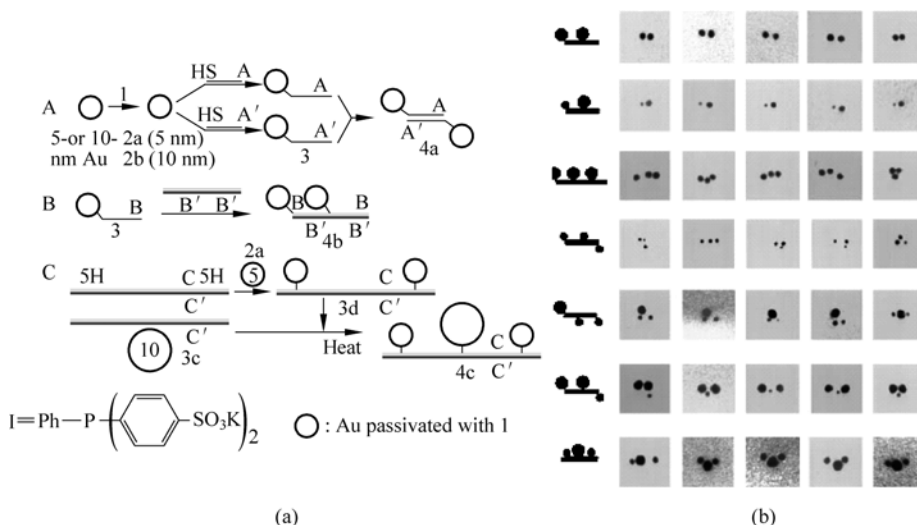 A
1
HS A
A
HS A′
A′
3
A
A′
4a
5-or 10- 2a (5 nm)
nm Au 2b (10 nm)
B
B
3
B′ B′
B B
B′ B′
4b
C
5H C 5H
C′
2a
5
C
C′
3d
10
C′
3c
Heat
C
C′
4c
I=Ph—P—( —SO₃K)₂
: Au passivated with 1
(a)
(b)